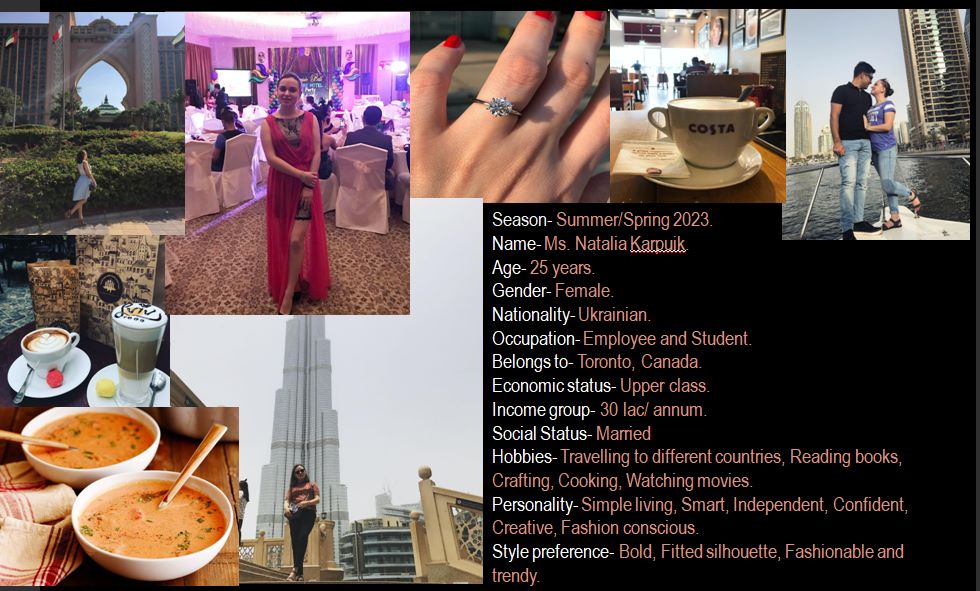 COSTA
Season- Summer/Spring 2023.
Name- Ms. Natalia Karpuik.
Age- 25 years.
Gender- Female.
Nationality- Ukrainian.
Occupation- Employee and Student.
Belongs to- Toronto, Canada.
Economic status- Upper class.
Income group- 30 lac/ annum.
Social Status- Married
Hobbies- Travelling to different countries, Reading books,
Crafting, Cooking, Watching movies.
Personality- Simple living, Smart, Independent, Confident,
Creative, Fashion conscious.
Style preference- Bold, Fitted silhouette, Fashionable and
trendy.